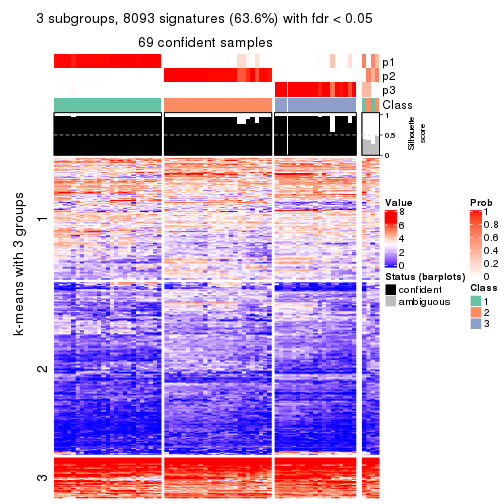 3 subgroups, 8093 signatures (63.6%) with fdr < 0.05
69 confident samples
p1
p2
p3
Class
1
0.5
0
Silhouette
score
k-means with 3 groups
1
2
3
Value
8
6
4
2
0
Status (barplots)
confident
ambiguous
Prob
1
0.8
0.6
0.4
0.2
0
Class
1
2
3